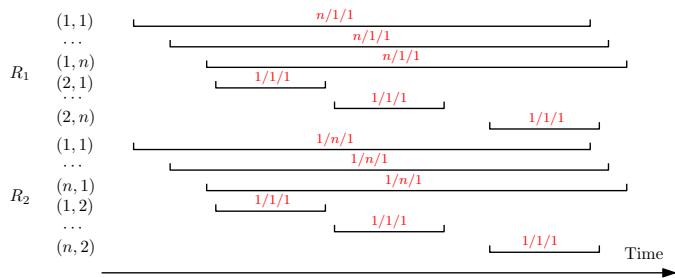 (1, 1) n/1/1
... n/1/1
(1, n) n/1/1
R1
(2, 1) 1/1/1
... 1/1/1
(2, n) 1/1/1
(1, 1) 1/n/1
... 1/n/1
(n, 1) 1/n/1
R2
(1, 2) 1/1/1
... 1/1/1
(n, 2) 1/1/1
Time